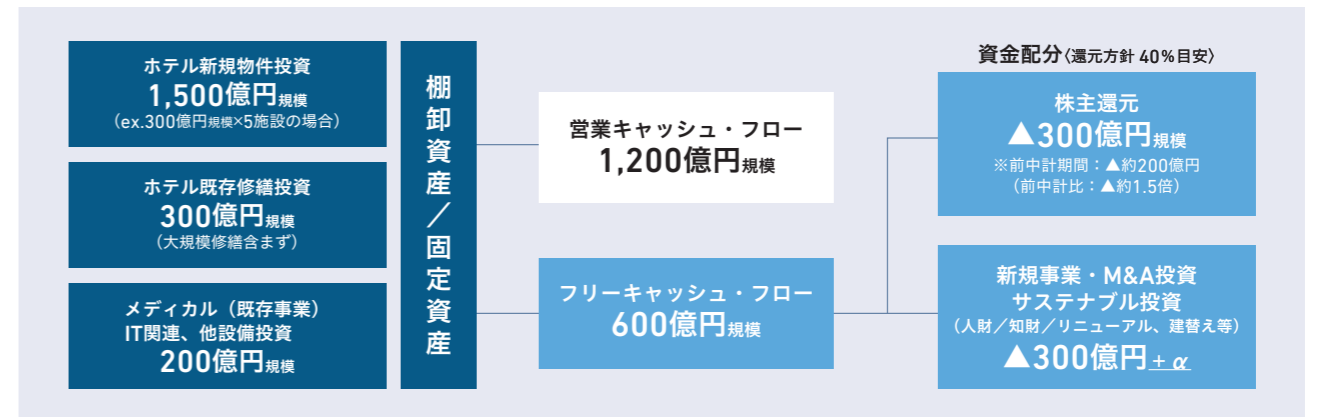 ホテル新規物件投資
1,500億円規模
(ex.300億円規模×5施設の場合)
ホテル既存修繕投資
300億円規模
(大規模修繕含まず)
メディカル(既存事業)
IT関連、他設備投資
200億円規模
棚卸資産/固定資産
営業キャッシュ・フロー
1,200億円規模
フリーキャッシュ・フロー
600億円規模
資金配分〈還元方針 40%目安〉
株主還元
▲300億円規模
※前中計期間:▲約200億円
(前中計比:▲約1.5倍)
新規事業・M&A投資
サステナブル投資
(人財/知財/リニューアル、建替え等)
▲300億円+α